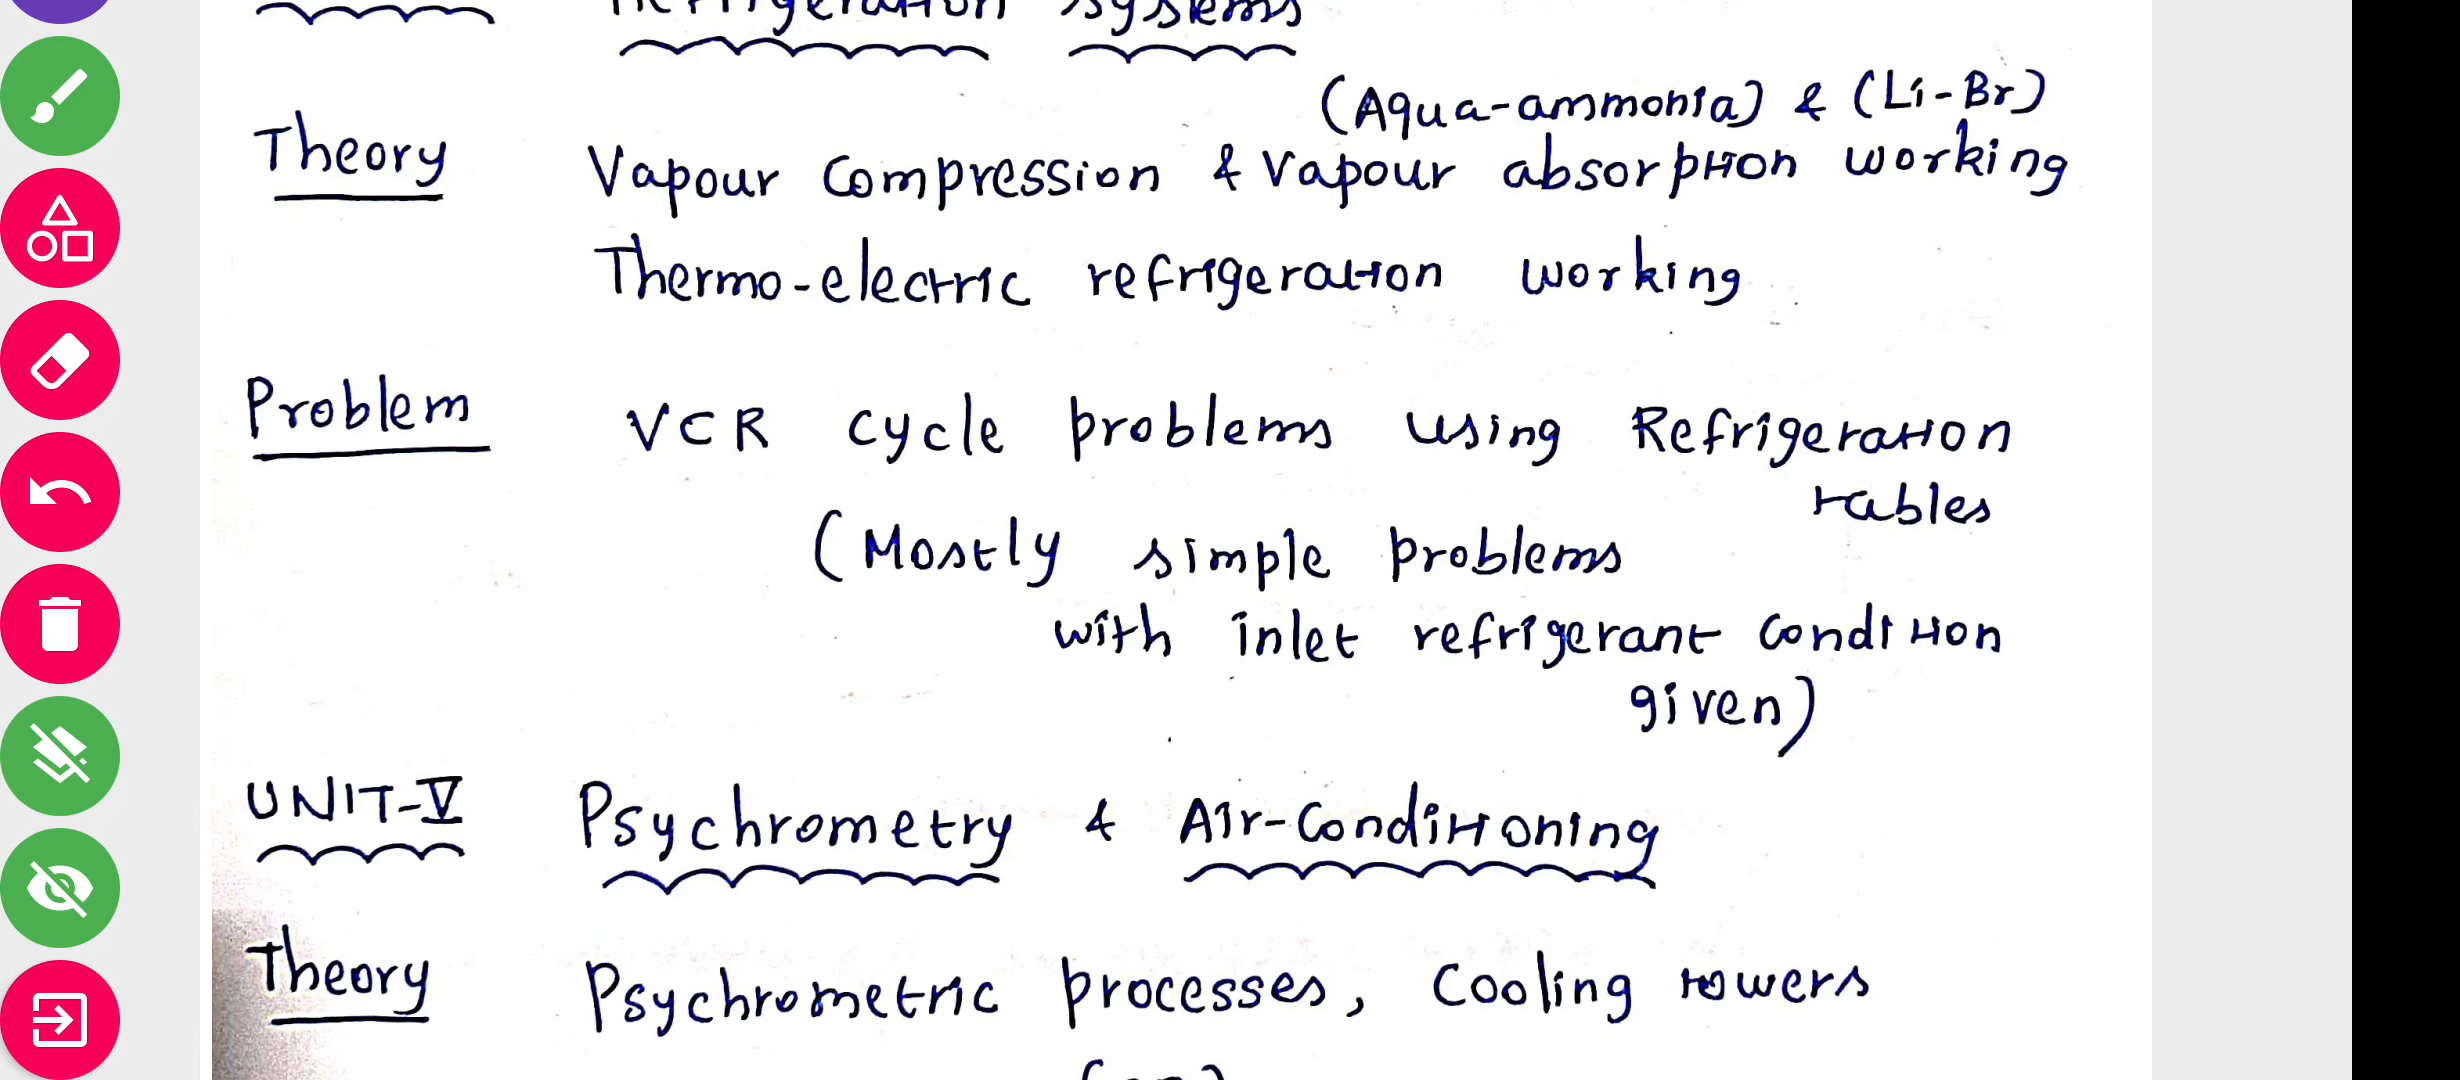 Refrigeration systems
(Aqua-ammonia) & (Li-Br)
Theory Vapour compression & Vapour absorption working
Thermo-electric refrigeration working
Problem VCR cycle problems using Refrigeration
tables
(Mostly simple problems
with inlet refrigerant condition
given)
UNIT-V Psychrometry & Air-Conditioning
Theory Psychrometric processes, Cooling towers